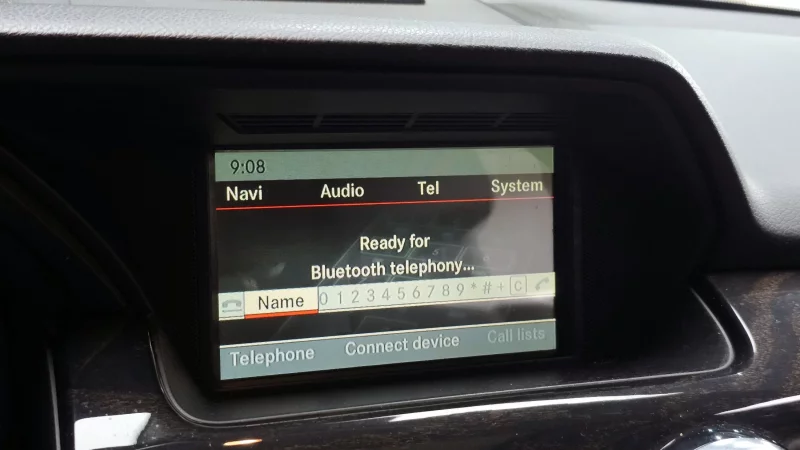 9:08
Navi Audio Tel System
Ready for
Bluetooth telephony...
Name 0 1 2 3 4 5 6 7 8 9 * # + C
Telephone Connect device Call lists